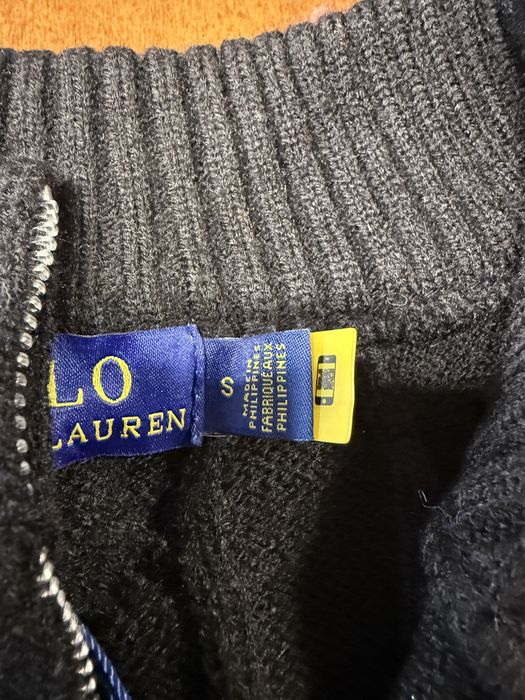 LO
LAUREN
S
MADE IN
PHILIPPINES
FABRIQUÉ AUX
PHILIPPINES